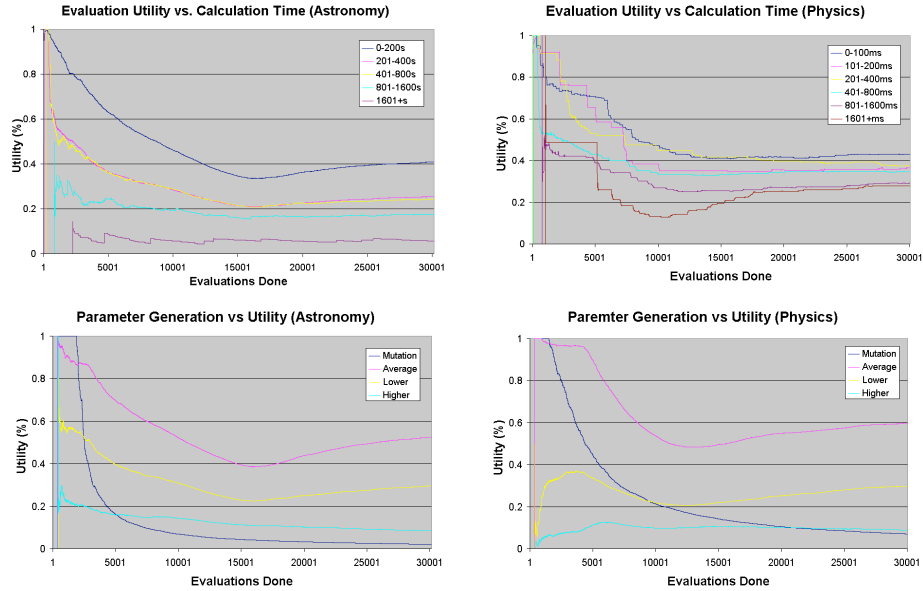 Evaluation Utility vs. Calculation Time (Astronomy)
Utility (%)
1
0.8
0.6
0.4
0.2
0
0-200s
201-400s
401-800s
801-1600s
1601+s
1 5001 10001 15001 20001 25001 30001
Evaluations Done
Evaluation Utility vs Calculation Time (Physics)
Utility (%)
1
0.8
0.6
0.4
0.2
0
0-100ms
101-200ms
201-400ms
401-800ms
801-1600ms
1601+ms
1 5001 10001 15001 20001 25001 30001
Evaluations Done
Parameter Generation vs Utility (Astronomy)
Utility (%)
1
0.8
0.6
0.4
0.2
0
Mutation
Average
Lower
Higher
1 5001 10001 15001 20001 25001 30001
Evaluations Done
Paremter Generation vs Utility (Physics)
Utility (%)
1
0.8
0.6
0.4
0.2
0
Mutation
Average
Lower
Higher
1 5001 10001 15001 20001 25001 30001
Evaluations Done